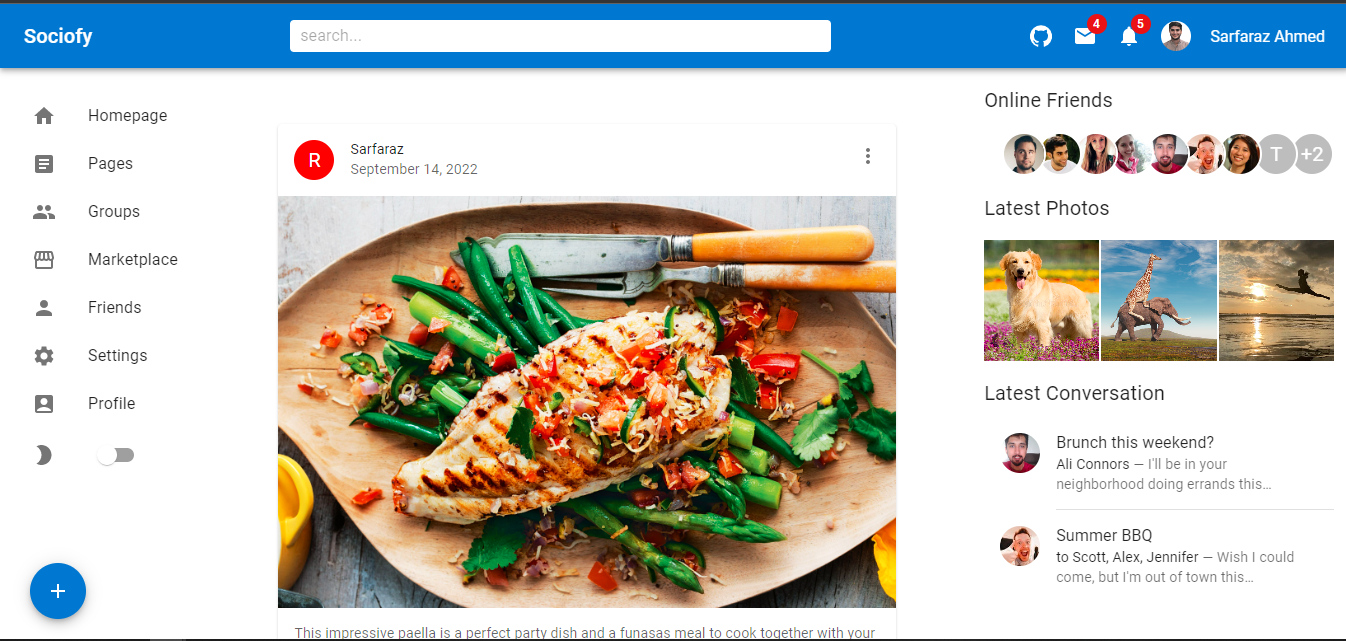 Sociofy
search...
4
5
Sarfaraz Ahmed
Homepage
Pages
Groups
Marketplace
Friends
Settings
Profile
R
Sarfaraz
September 14, 2022
This impressive paella is a perfect party dish and a funasas meal to cook together with your
Online Friends
T
+2
Latest Photos
Latest Conversation
Brunch this weekend?
Ali Connors — I'll be in your
neighborhood doing errands this…
Summer BBQ
to Scott, Alex, Jennifer — Wish I could
come, but I'm out of town this…